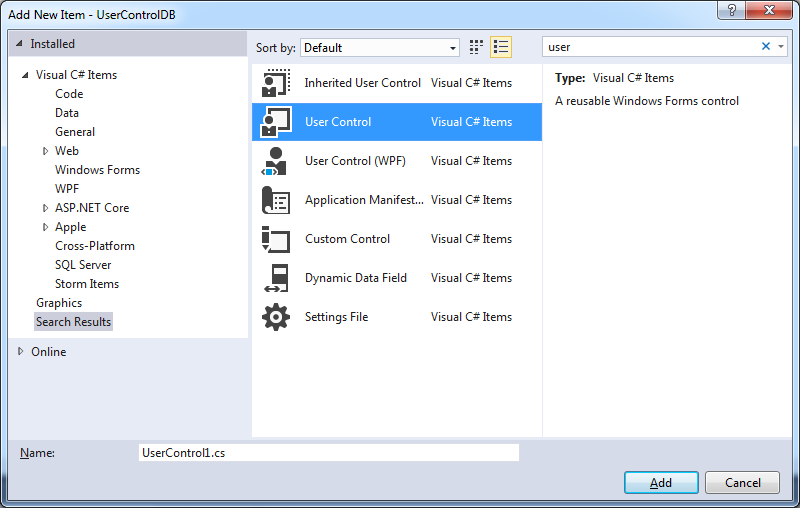 Add New Item - UserControlDB
Installed
Visual C# Items
Code
Data
General
Web
Windows Forms
WPF
ASP.NET Core
Apple
Cross-Platform
SQL Server
Storm Items
Graphics
Search Results
Online
Sort by: Default
Inherited User Control Visual C# Items
User Control Visual C# Items
User Control (WPF) Visual C# Items
Application Manifest... Visual C# Items
Custom Control Visual C# Items
Dynamic Data Field Visual C# Items
Settings File Visual C# Items
user
Type: Visual C# Items
A reusable Windows Forms control
Name: UserControl1.cs
Add Cancel